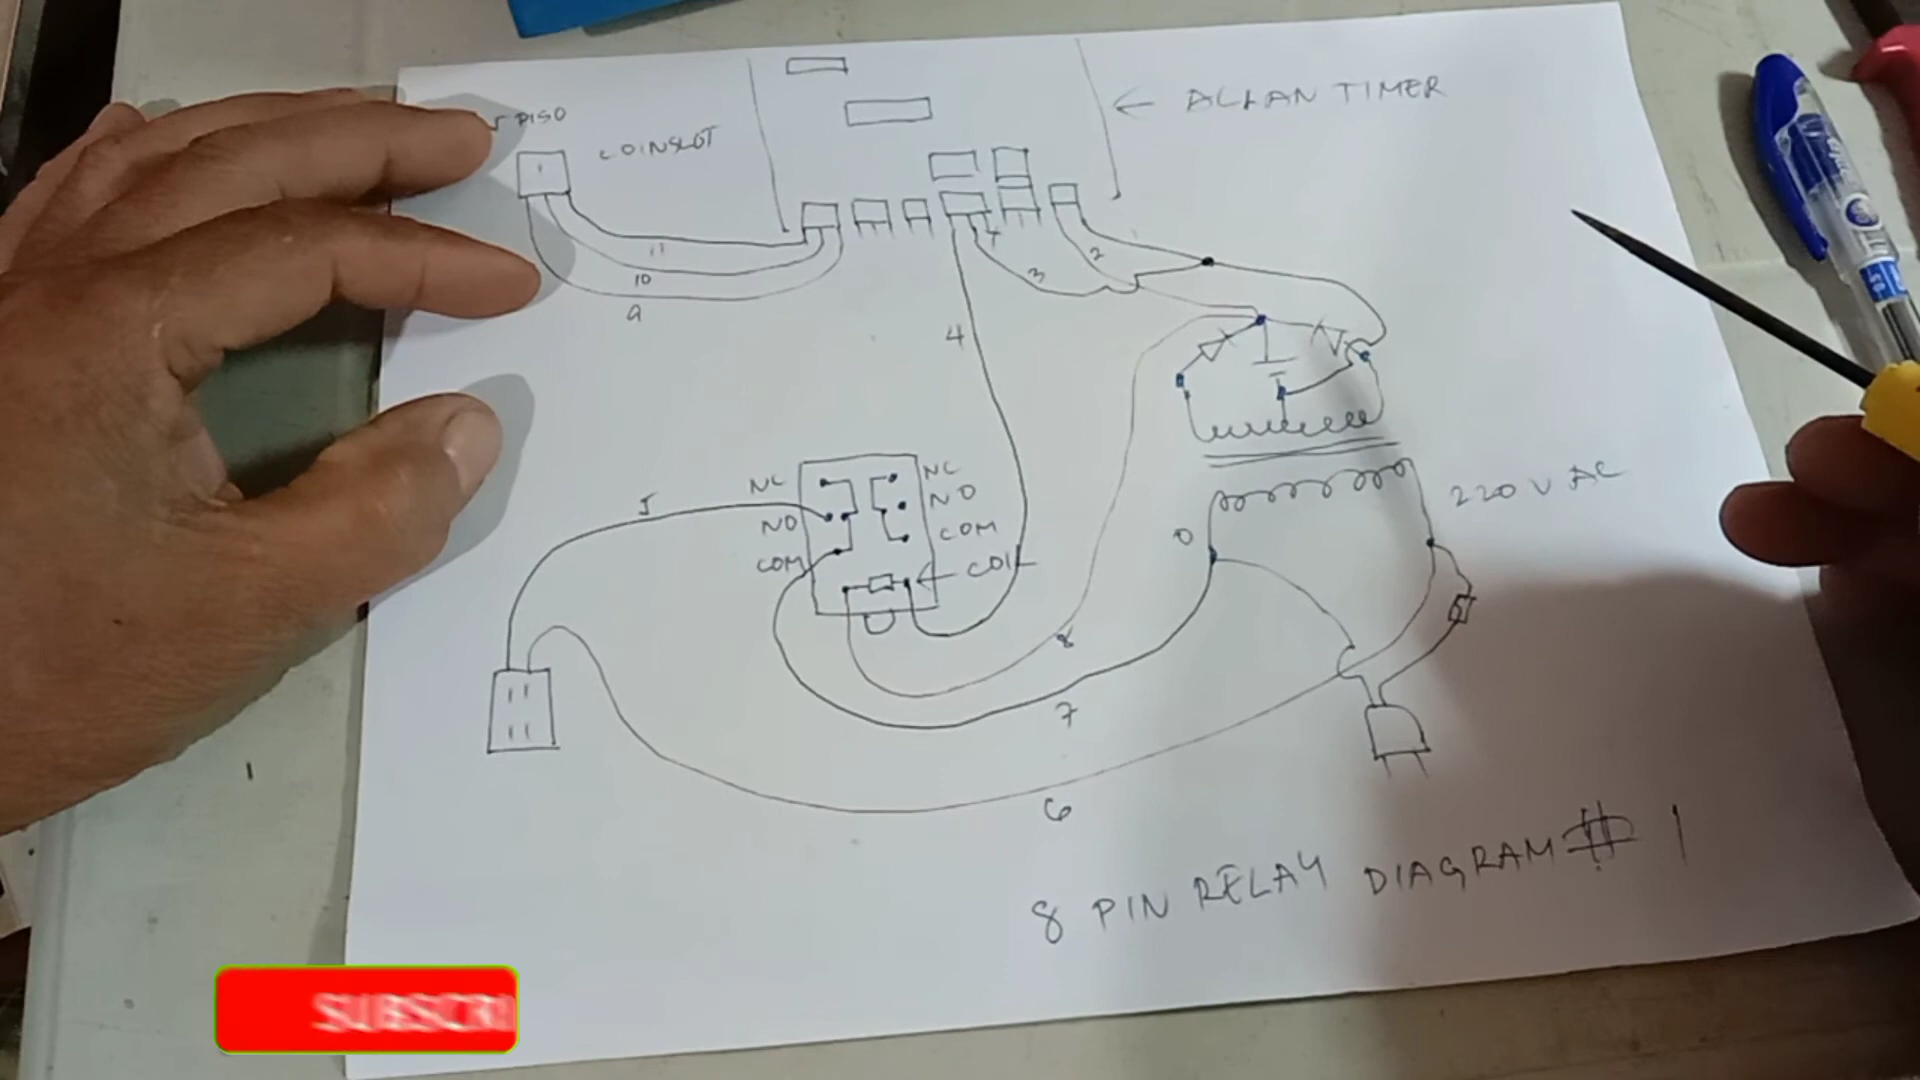 PISO
COINSLOT
ALLAN TIMER
11
10
9
1
2
3
4
5
NC
NO
COM
NC
NO
COM
COIL
0
220 V AC
8
7
6
8 PIN RELAY DIAGRAM # 1
SUBSCRI